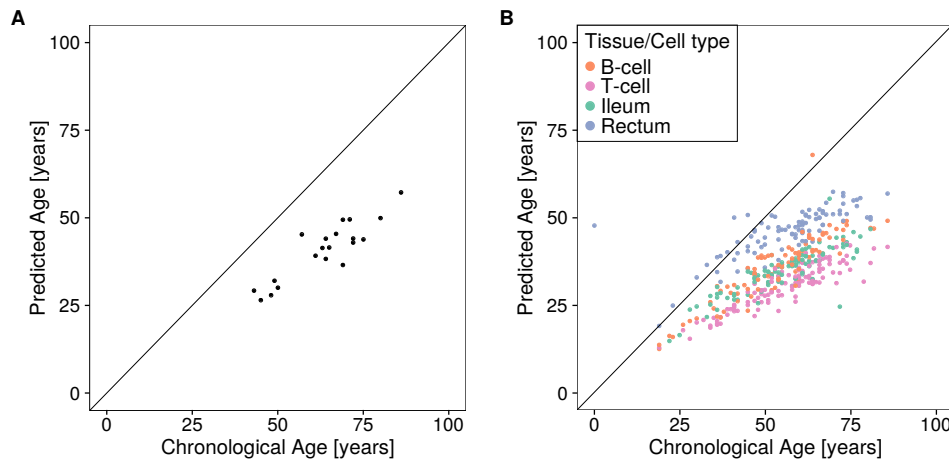 A
100
75
50
25
0
0 25 50 75 100
Predicted Age [years]
Chronological Age [years]
B
Tissue/Cell type
B-cell
T-cell
Ileum
Rectum
100
75
50
25
0
0 25 50 75 100
Predicted Age [years]
Chronological Age [years]